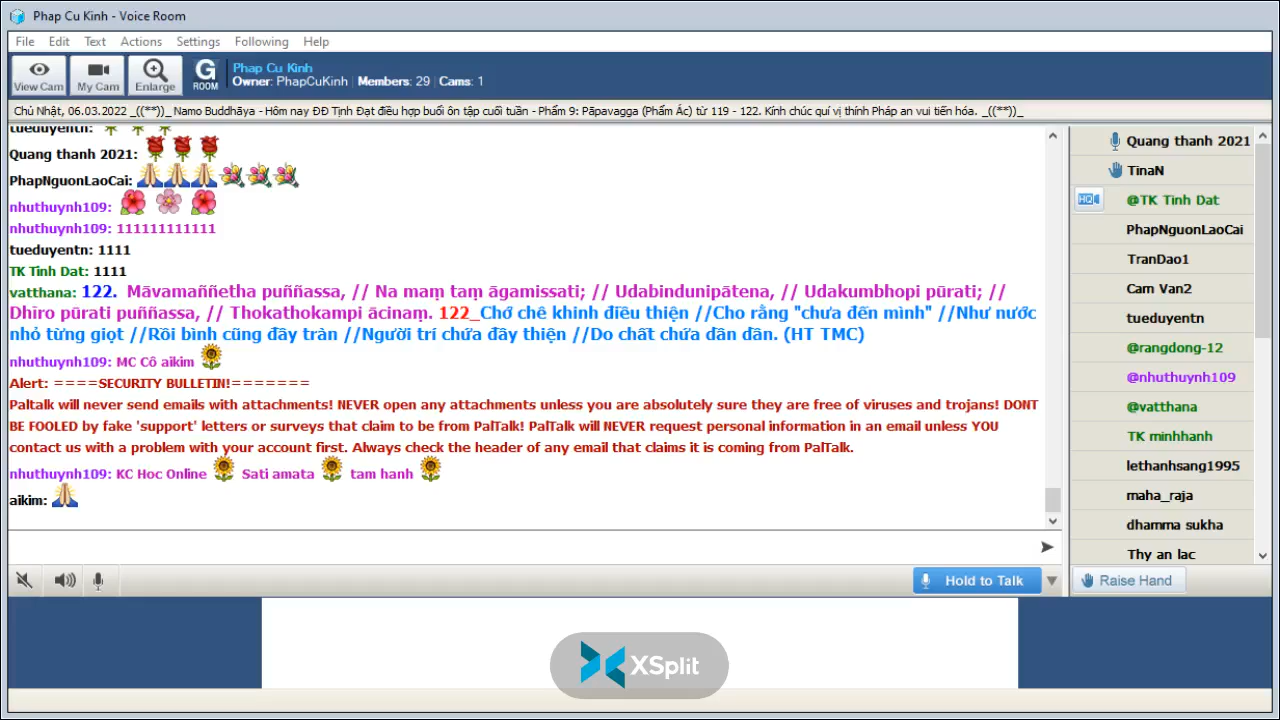 Phap Cu Kinh - Voice Room
File Edit Text Actions Settings Following Help
View Cam
My Cam
Enlarge
G
ROOM
Phap Cu Kinh
Owner: PhapCuKinh | Members: 29 | Cams: 1
Chủ Nhật, 06.03.2022 _((**))_ Namo Buddhāya - Hôm nay ĐĐ Tịnh Đạt điều hợp buổi ôn tập cuối tuần - Phẩm 9: Pāpavagga (Phẩm Ác) từ 119 - 122. Kính chúc quí vị thính Pháp an vui tiến hóa. _((**))_
tueduyentn:
Quang thanh 2021:
PhapNguonLaoCai:
nhuthuynh109:
nhuthuynh109: 111111111111
tueduyentn: 1111
TK Tinh Dat: 1111
vatthana: 122. Māvamaññetha puññassa, // Na maṃ taṃ āgamissati; // Udabindunipātena, // Udakumbhopi pūrati; //
Dhīro pūrati puññassa, // Thokathokampi ācinaṃ. 122_Chớ chê khinh điều thiện //Cho rằng "chưa đến mình" //Như nước
nhỏ từng giọt //Rồi bình cũng đầy tràn //Người trí chứa đầy thiện //Do chất chứa dần dần. (HT TMC)
nhuthuynh109: MC Cô aikim
Alert: ====SECURITY BULLETIN!=======
Paltalk will never send emails with attachments! NEVER open any attachments unless you are absolutely sure they are free of viruses and trojans! DONT
BE FOOLED by fake 'support' letters or surveys that claim to be from PalTalk! PalTalk will NEVER request personal information in an email unless YOU
contact us with a problem with your account first. Always check the header of any email that claims it is coming from PalTalk.
nhuthuynh109: KC Hoc Online Sati amata tam hanh
aikim:
Hold to Talk
Quang thanh 2021
TinaN
HQ
@TK Tinh Dat
PhapNguonLaoCai
TranDao1
Cam Van2
tueduyentn
@rangdong-12
@nhuthuynh109
@vatthana
TK minhhanh
lethanhsang1995
maha_raja
dhamma sukha
Thy an lac
Raise Hand
XSplit